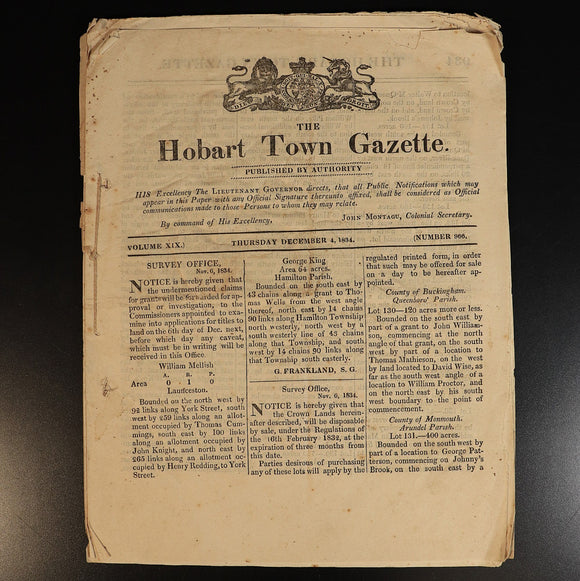 THE
Hobart Town Gazette.
PUBLISHED BY AUTHORITY
HIS Excellency The LIEUTENANT GOVERNOR directs, that all Public Notifications which may
appear in this Paper with any Official Signature thereunto affixed, shall be considered as Official
communications made to those Persons to whom they may relate.
By command of His Excellency,
JOHN MONTAGU, Colonial Secretary.
VOLUME XIX.)
THURSDAY DECEMBER 4, 1834.
(NUMBER 966,
SURVEY OFFICE,
Nov. 6, 1834.
NOTICE is hereby given that
the undermentioned claims
for grants will be forwarded for ap-
proval or investigation, to the
Commissioners appointed to exa-
mine into applications for titles to
land on the 6th day of Dec. next,
before which day any caveat,
which must be in writing will be
received in this Office.
William Mellish
A. R. P.
Area 0 1 0
Launceston.
Bounded on the north west by
92 links along York Street, south
west by 259 links along an allot-
ment occupied by Thomas Cum-
mings, south east by 100 links
along an allotment occupied by
John Knight, and north east by
265 links along an allotment oc-
cupied by Henry Redding, to York
Street.
George King
Area 64 acres.
Hamilton Parish.
Bounded on the south east by
43 chains along a grant to Tho-
mas Wells from the west angle
thereof, north east by 14 chains
90 links along Hamilton Township
north westerly, north west by a
south westerly line of 43 chains
along that Township, and south
west by 14 chains 90 links along
that Township south easterly.
G. FRANKLAND, S. G.
Survey Office,
Nov. 6, 1834.
NOTICE is hereby given that
the Crown Lands herein-
after described, will be disposable
by sale, under the Regulations of
the 16th February 1832, at the
expiration of three months from
this date.
Parties desirous of purchasing
any of these lots will apply by the
regulated printed form, in order
that such may be offered for sale
on a day to be hereafter ap-
pointed.
County of Buckingham.
Queenboro' Parish.
Lot 130—120 acres more or less.
Bounded on the south east by
part of a grant to John William-
son, commencing at the north
angle of that grant, on the south
west by part of a location to
Thomas Mathieson, on the west
by land located to David Wise, as
far as the south west angle of a
location to William Proctor, and
on the north east by his south
west boundary to the point of
commencement.
County of Monmouth.
Arundel Parish.
Lot 131.—400 acres.
Bounded on the south west by
part of a location to George Pat-
terson, commencing on Johnny's
Brook, on the south east by a